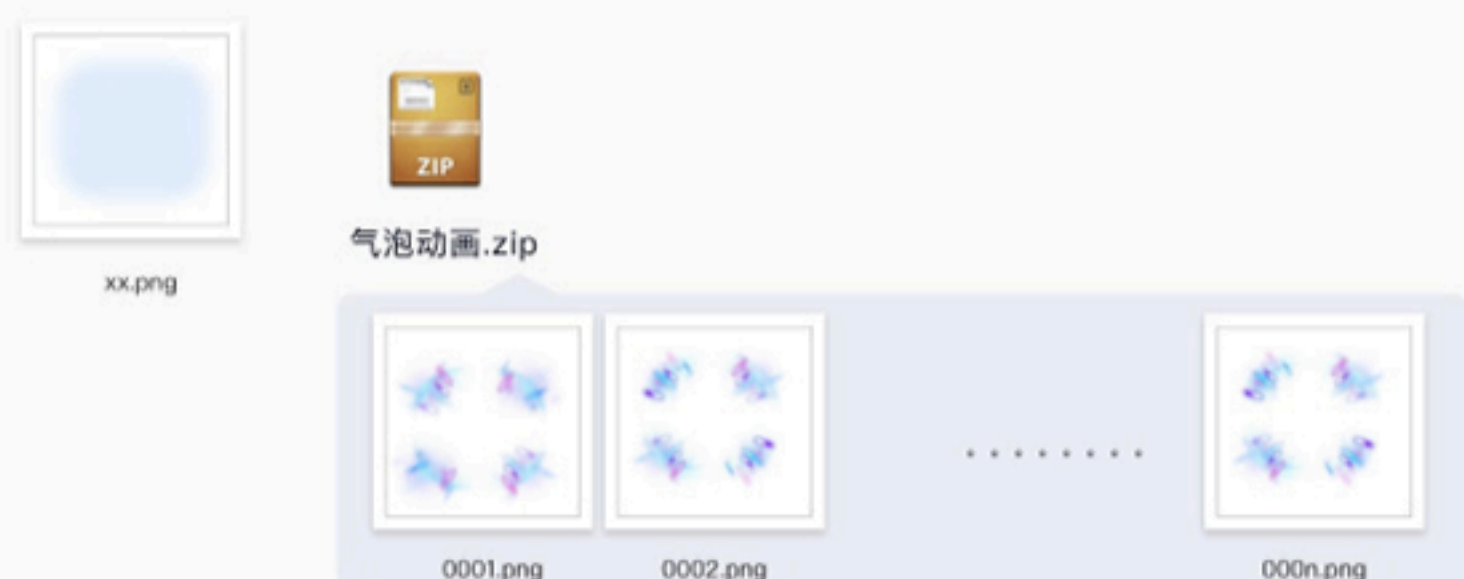 ZIP
气泡动画.zip
xx.png
0001.png
0002.png
000n.png